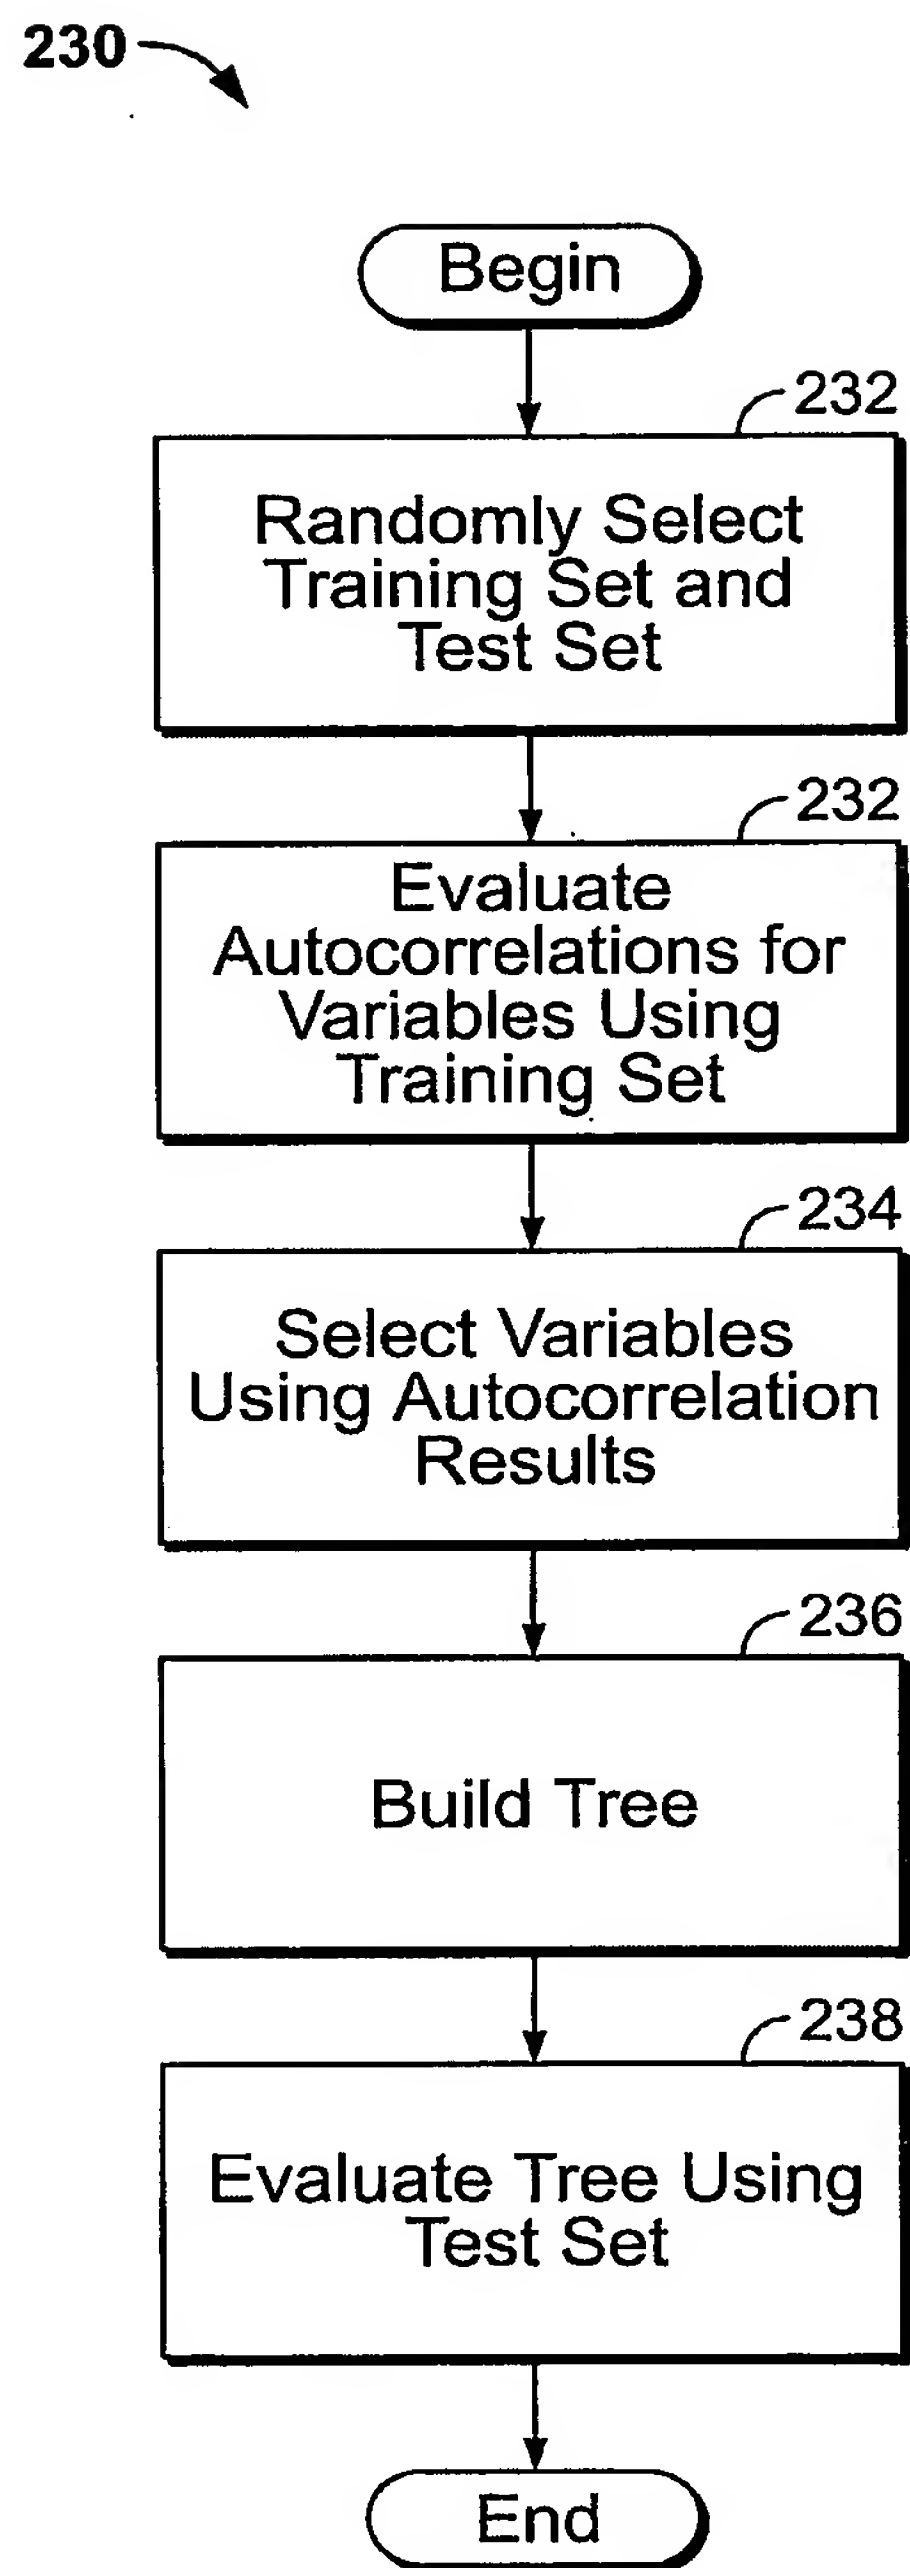 230
Begin
232
Randomly Select
Training Set and
Test Set
232
Evaluate
Autocorrelations for
Variables Using
Training Set
234
Select Variables
Using Autocorrelation
Results
236
Build Tree
238
Evaluate Tree Using
Test Set
End